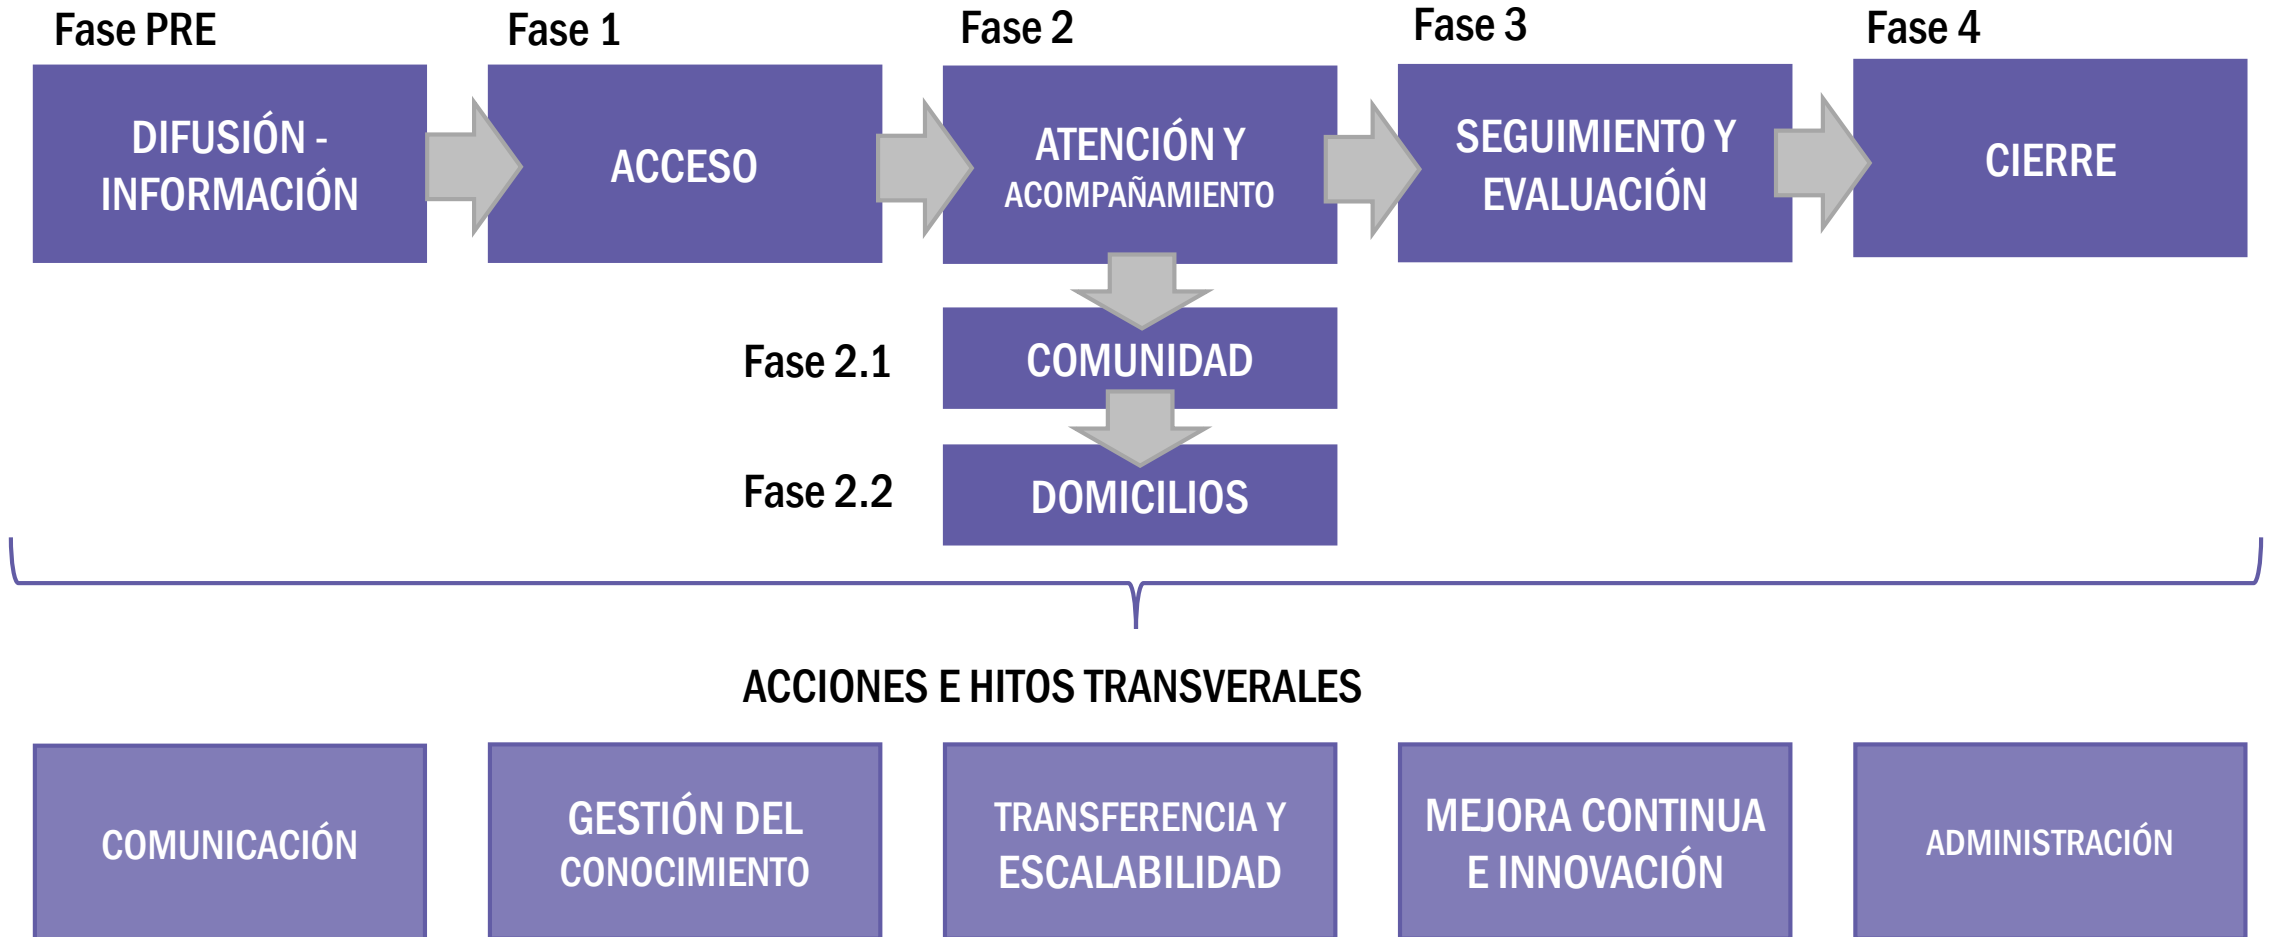 Fase PRE
Fase 1
Fase 2
Fase 3
Fase 4
DIFUSIÓN -
INFORMACIÓN
ACCESO
ATENCIÓN Y
ACOMPAÑAMIENTO
SEGUIMIENTO Y
EVALUACIÓN
CIERRE
Fase 2.1
COMUNIDAD
Fase 2.2
DOMICILIOS
ACCIONES E HITOS TRANSVERALES
COMUNICACIÓN
GESTIÓN DEL
CONOCIMIENTO
TRANSFERENCIA Y
ESCALABILIDAD
MEJORA CONTINUA
E INNOVACIÓN
ADMINISTRACIÓN